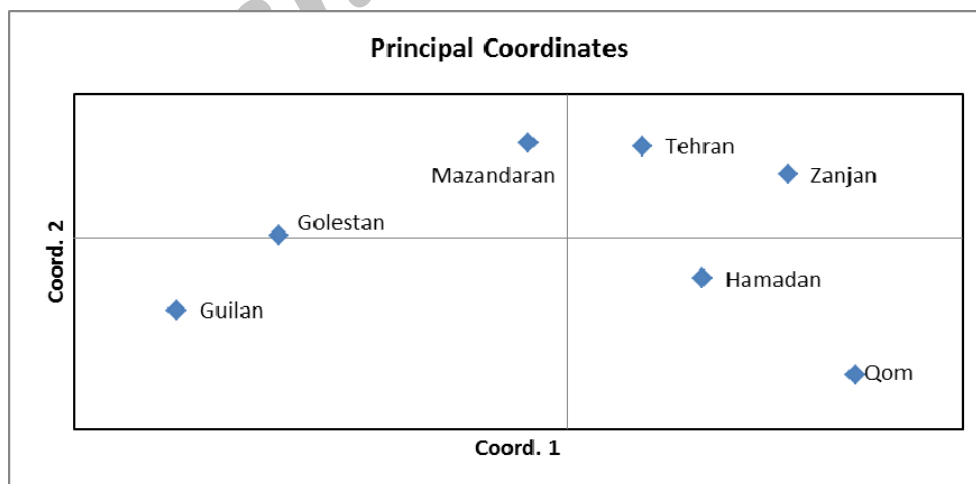 Principal Coordinates
Tehran
Mazandaran
Zanjan
Golestan
Hamadan
Guilan
Qom
Coord. 2
Coord. 1